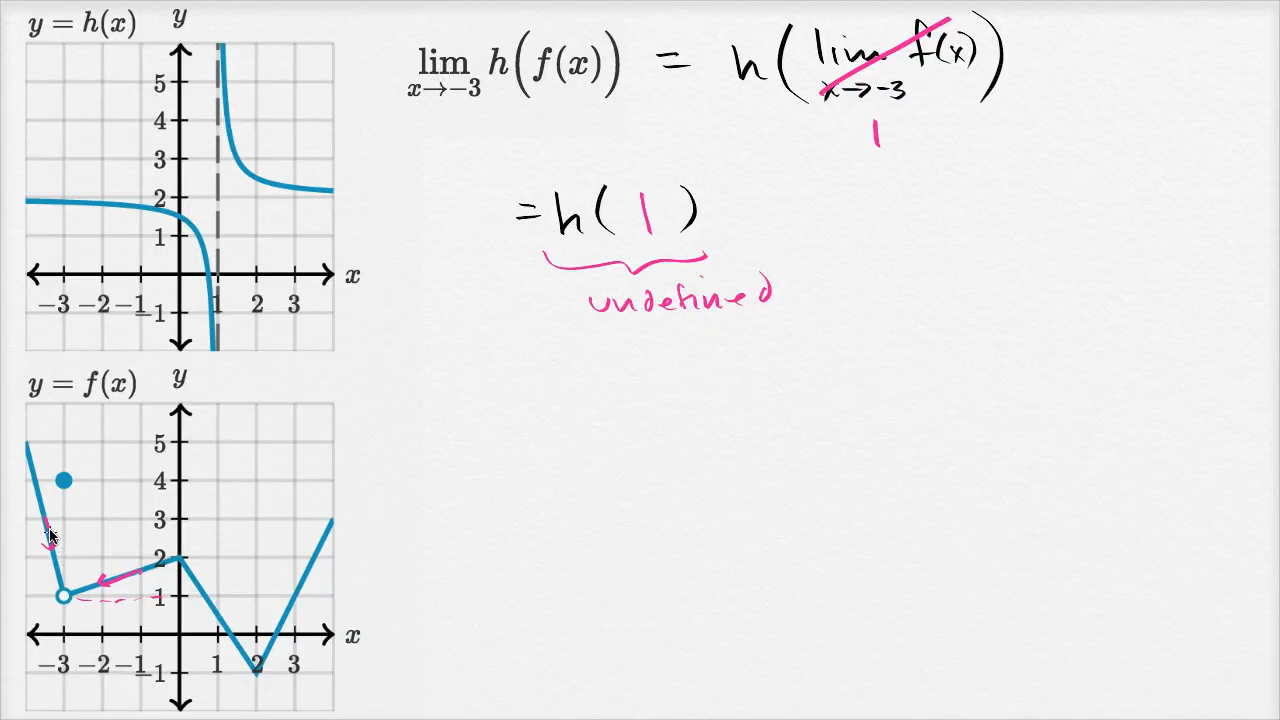 y = h(x)
y
5
4
3
2
1
−1
−3 −2 −1 1 2 3
x
y = f(x)
y
5
4
3
2
1
−1
−3 −2 −1 1 2 3
x
lim x→−3 h(f(x)) = h(lim x→−3 f(x))
1
= h( 1 )
undefined